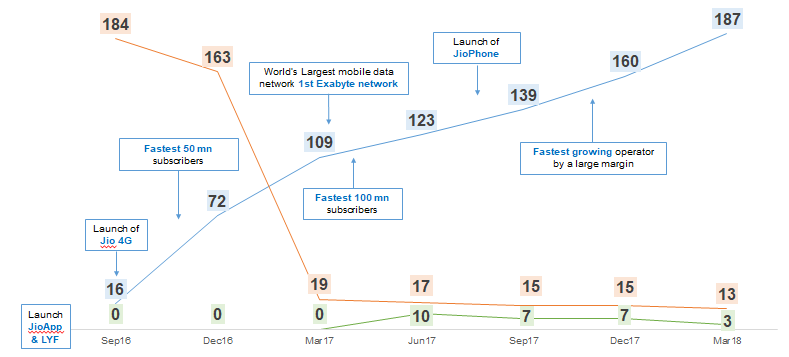 184
163
187
Launch of
JioPhone
160
World's Largest mobile data
network 1st Exabyte network
139
123
109
Fastest 50 mn
subscribers
Fastest growing operator
by a large margin
72
Fastest 100 mn
subscribers
Launch of
Jio 4G
16
19
17
15
15
13
Launch
JioApp
& LYF
0
0
0
10
7
7
3
Sep16
Dec16
Mar17
Jun17
Sep17
Dec17
Mar18